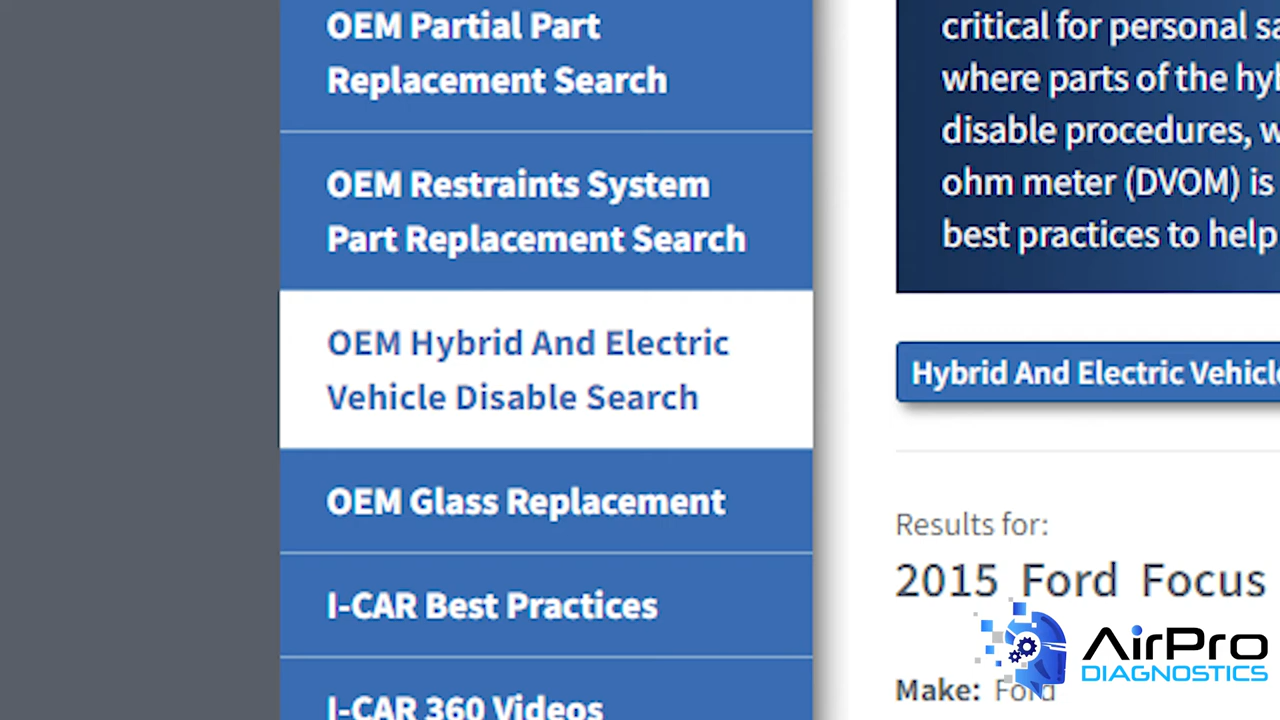 OEM Partial Part
Replacement Search
OEM Restraints System
Part Replacement Search
OEM Hybrid And Electric
Vehicle Disable Search
OEM Glass Replacement
I-CAR Best Practices
I-CAR 360 Videos
critical for personal sa
where parts of the hyb
disable procedures, w
ohm meter (DVOM) is
best practices to help
Hybrid And Electric Vehicle
Results for:
2015 Ford Focus
Make: Ford
AirPro
DIAGNOSTICS